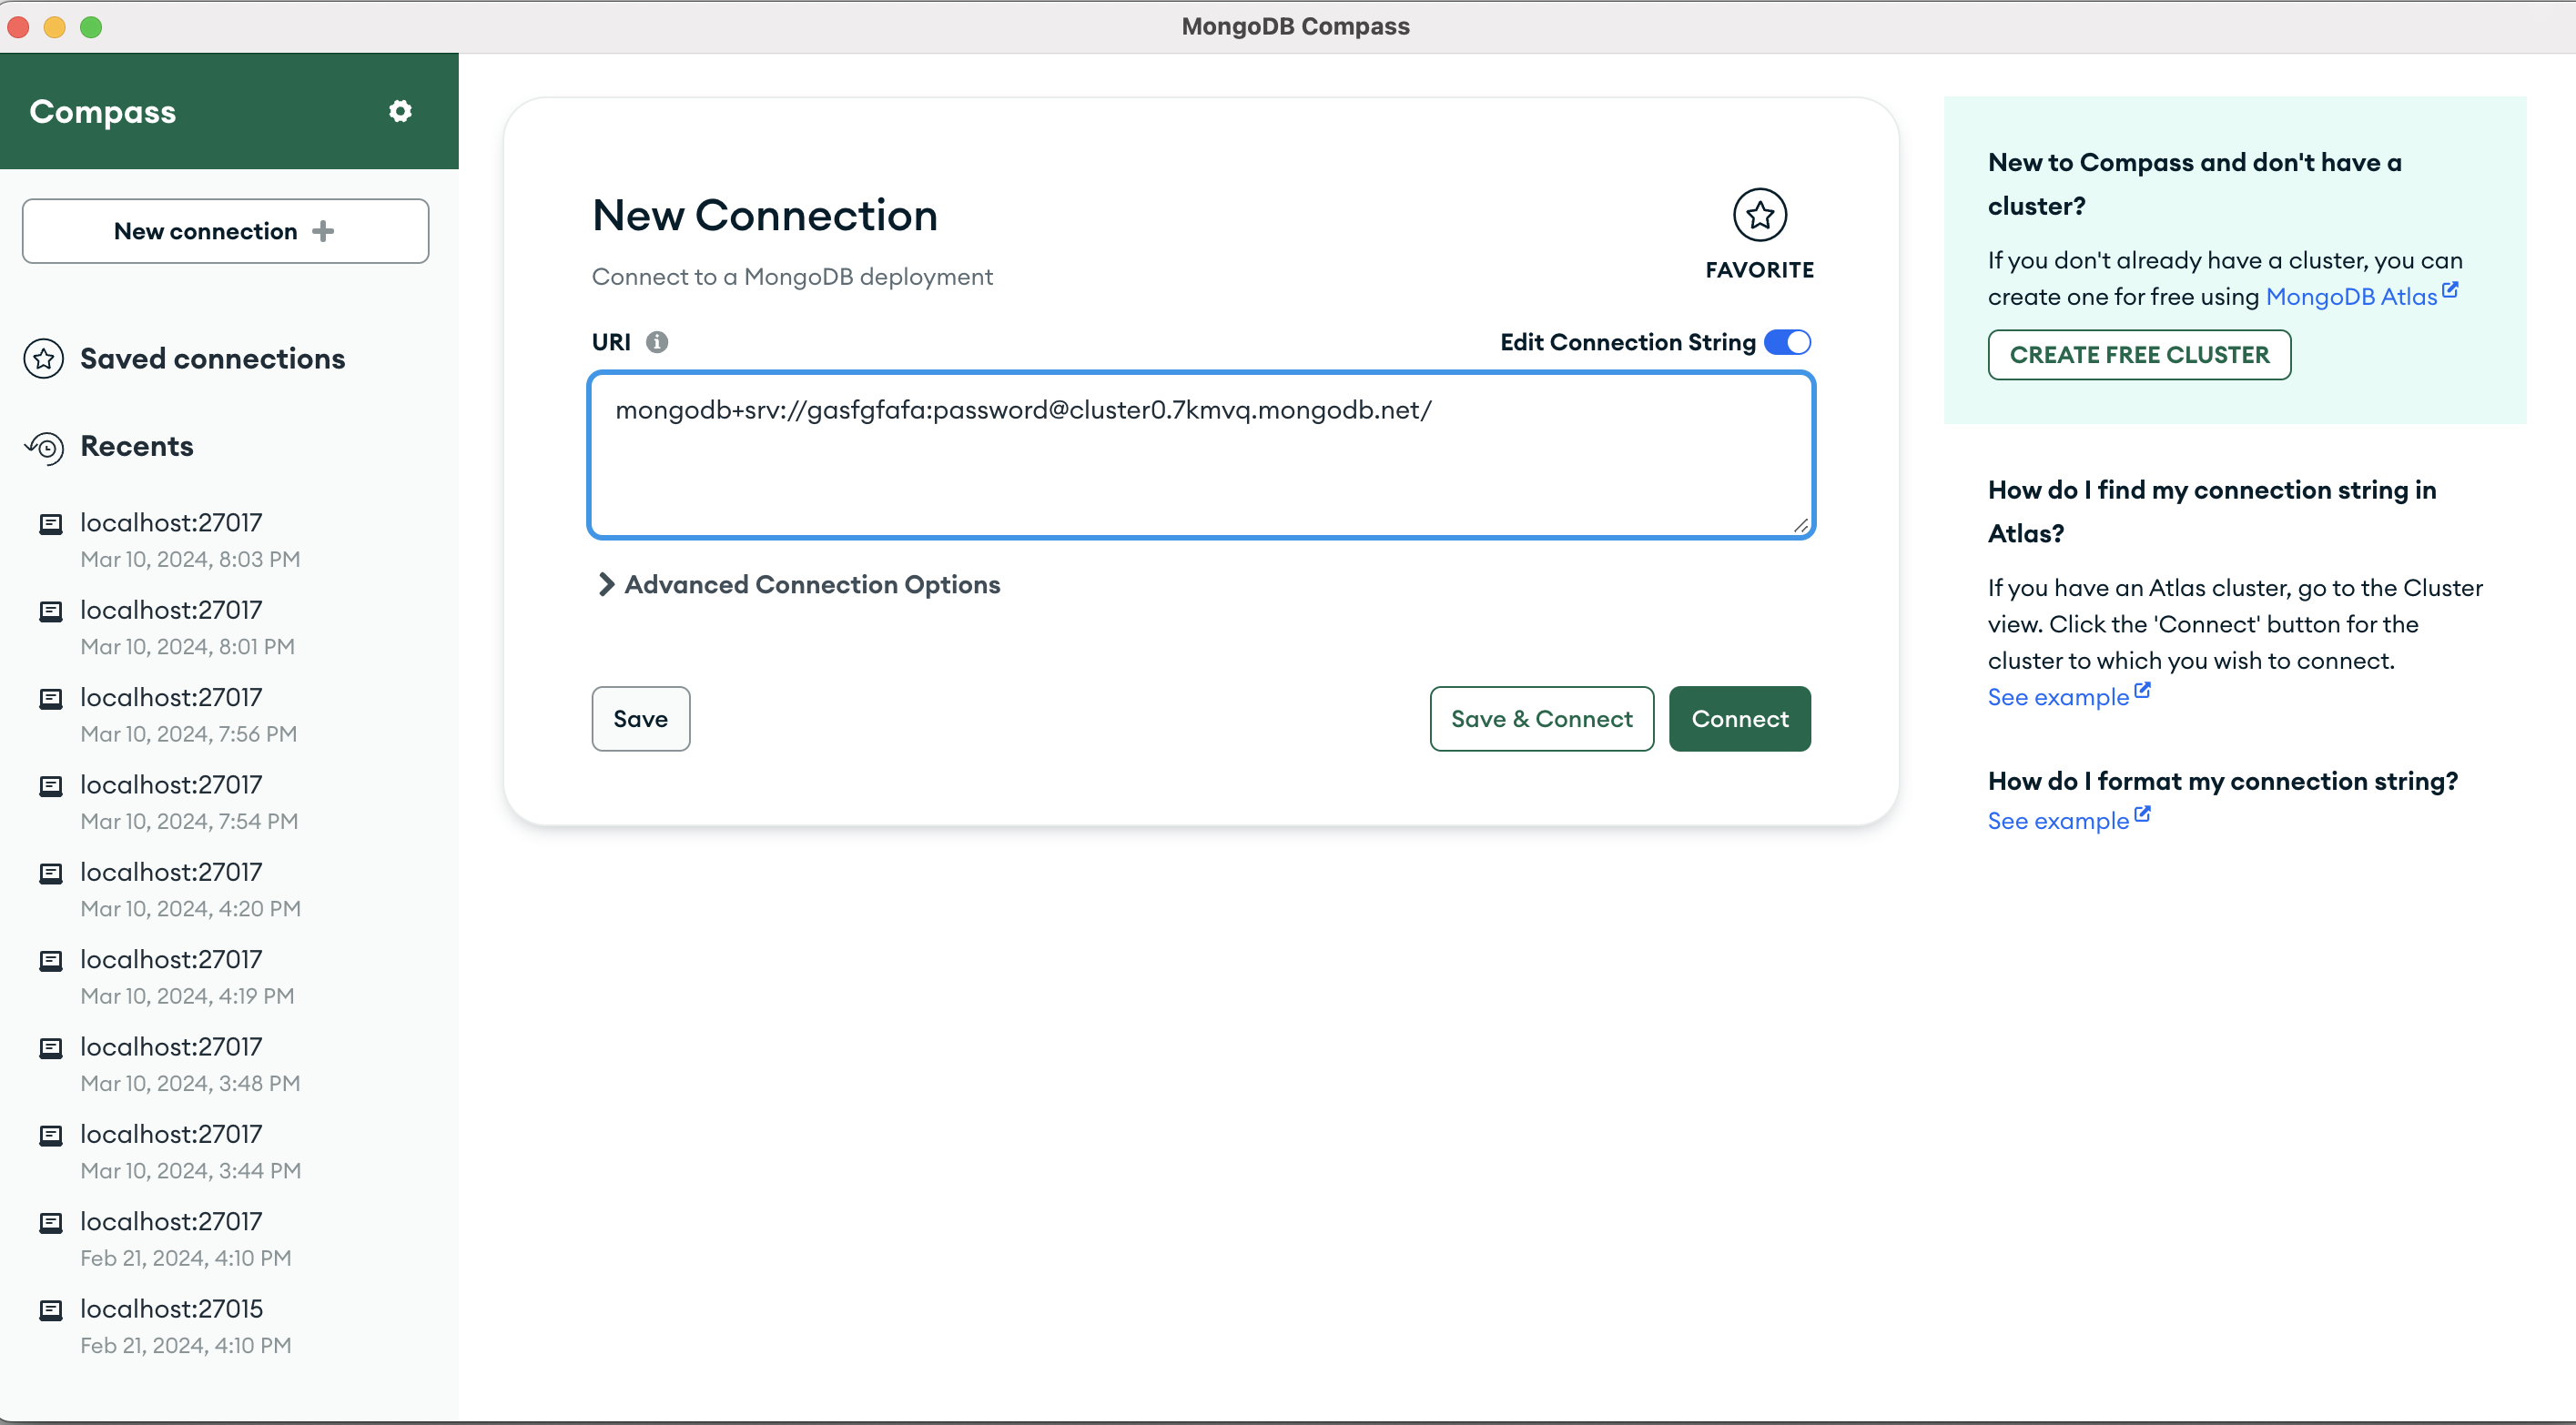 MongoDB Compass
Compass
New connection
Saved connections
Recents
localhost:27017
Mar 10, 2024, 8:03 PM
localhost:27017
Mar 10, 2024, 8:01 PM
localhost:27017
Mar 10, 2024, 7:56 PM
localhost:27017
Mar 10, 2024, 7:54 PM
localhost:27017
Mar 10, 2024, 4:20 PM
localhost:27017
Mar 10, 2024, 4:19 PM
localhost:27017
Mar 10, 2024, 3:48 PM
localhost:27017
Mar 10, 2024, 3:44 PM
localhost:27017
Feb 21, 2024, 4:10 PM
localhost:27015
Feb 21, 2024, 4:10 PM
New Connection
FAVORITE
Connect to a MongoDB deployment
URI
Edit Connection String
mongodb+srv://gasfgfafa:password@cluster0.7kmvq.mongodb.net/
Advanced Connection Options
Save
Save & Connect
Connect
New to Compass and don't have a
cluster?
If you don't already have a cluster, you can
create one for free using MongoDB Atlas
CREATE FREE CLUSTER
How do I find my connection string in
Atlas?
If you have an Atlas cluster, go to the Cluster
view. Click the 'Connect' button for the
cluster to which you wish to connect.
See example
How do I format my connection string?
See example